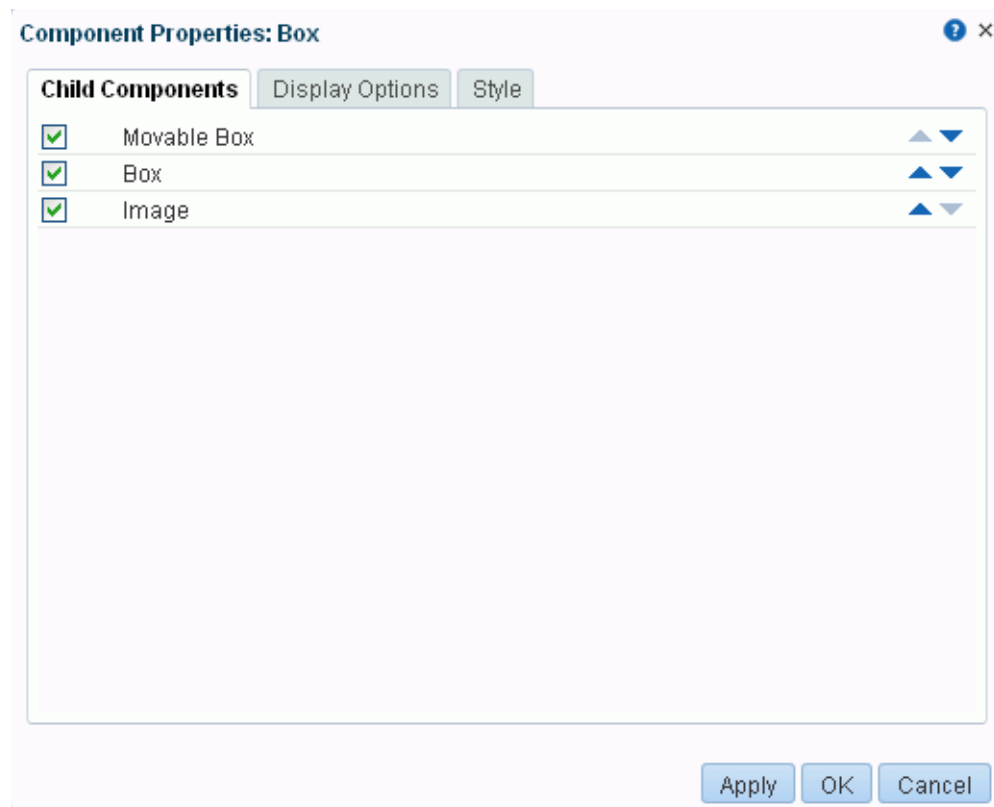 Component Properties: Box
Child Components Display Options Style
Movable Box
Box
Image
Apply OK Cancel